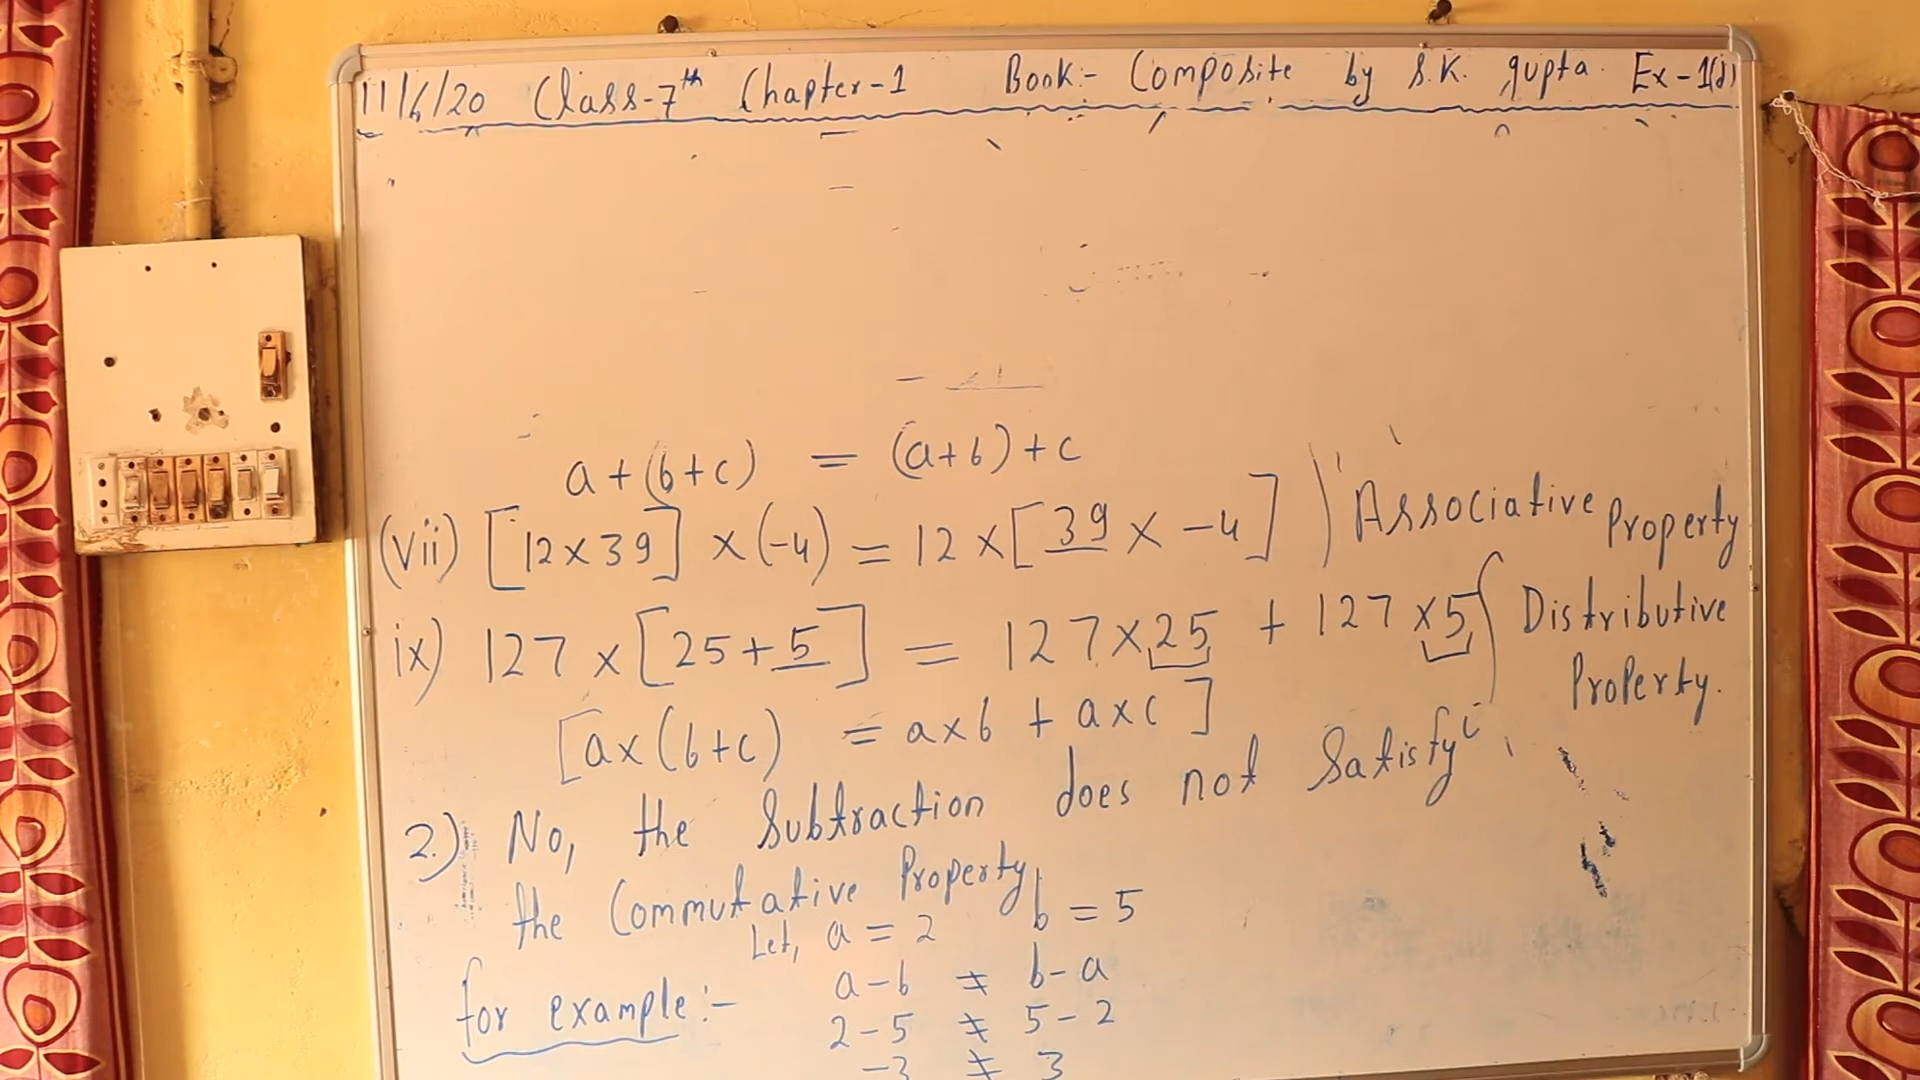 11/6/20 Class-7th Chapter-1 Book:- Composite by S.K. gupta. Ex-1(d)
a+(b+c) = (a+b)+c
(vii) [12×39] ×(-4) = 12×[39 × -4] Associative Property
ix) 127 × [25+5] = 127×25 + 127×5 Distributive Property.
[a×(b+c) = a×b + a×c]
2.) No, the Subtraction does not Satisfy
the Commutative Property
Let, a = 2 b = 5
for example:- a-b ≠ b-a
2-5 ≠ 5-2
-3 ≠ 3